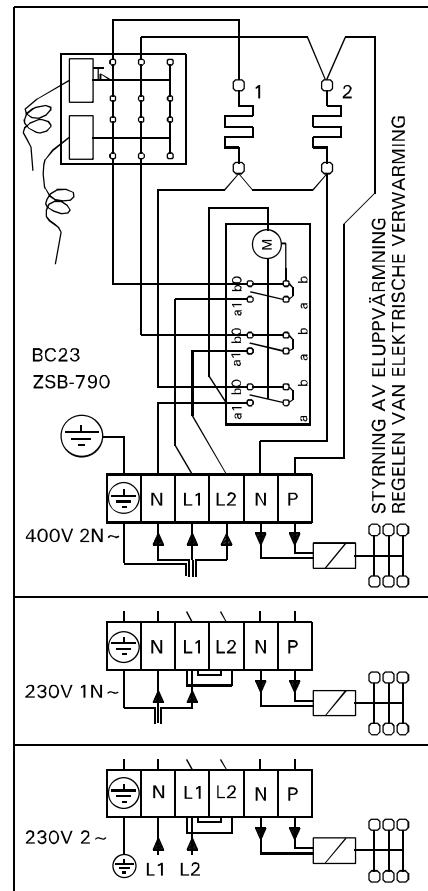 1
2
M
b0 b
a1 a
b0 b
a1 a
b0 b
a1 a
BC23
ZSB-790
STYRNING AV ELUPPVÄRMNING
REGELEN VAN ELEKTRISCHE VERWARMING
N L1 L2 N P
400V 2N~
N L1 L2 N P
230V 1N~
N L1 L2 N P
230V 2~
L1 L2